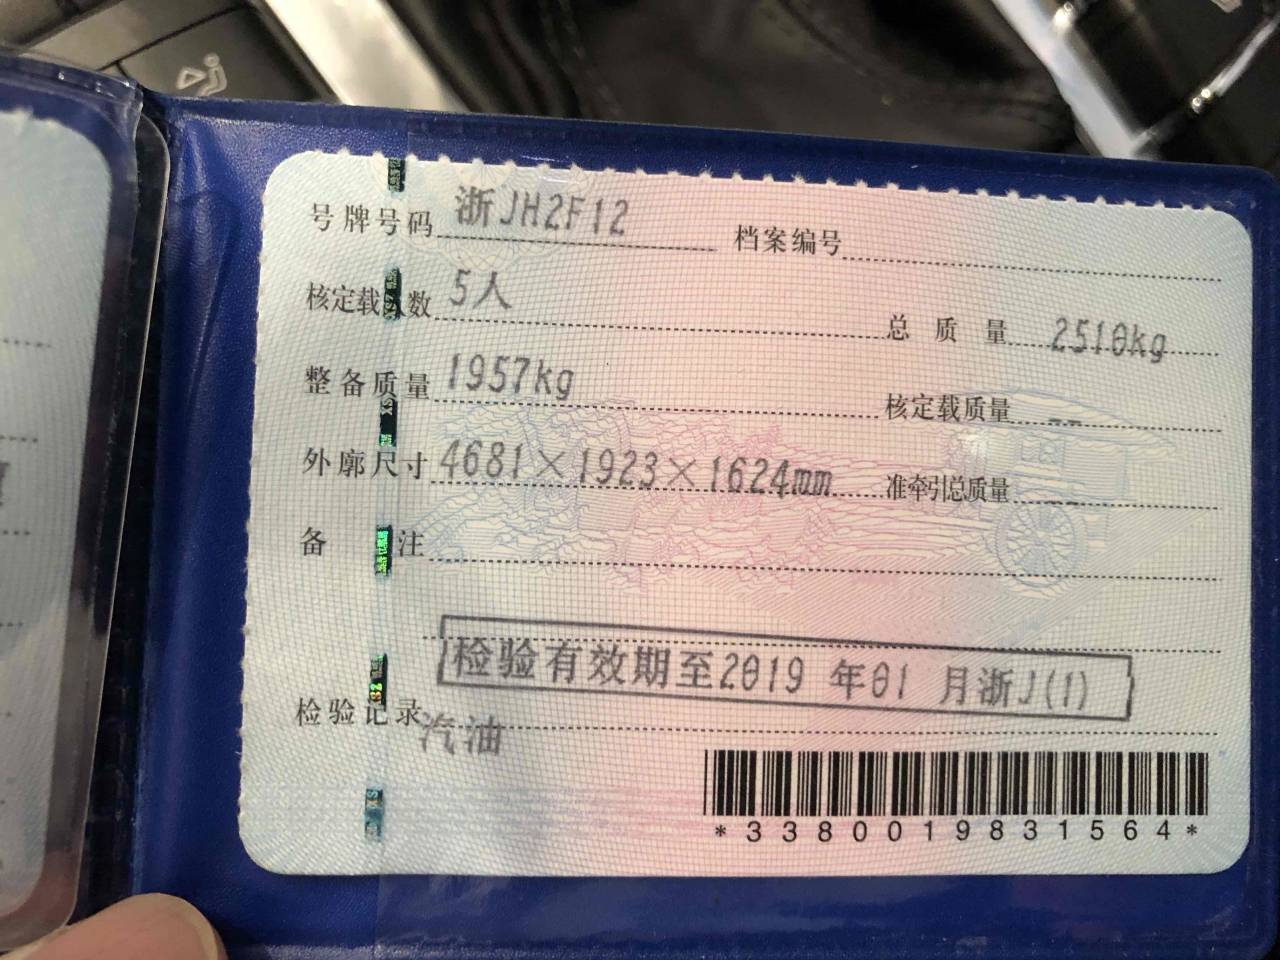 号牌号码 浙JH2F12 档案编号
核定载人数 5人 总质量 2510kg
整备质量 1957kg 核定载质量 --
外廓尺寸 4681×1923×1624mm 准牵引总质量 --
备注
检验有效期至2019 年01 月浙J(1)
检验记录
汽油
*3380019831564*